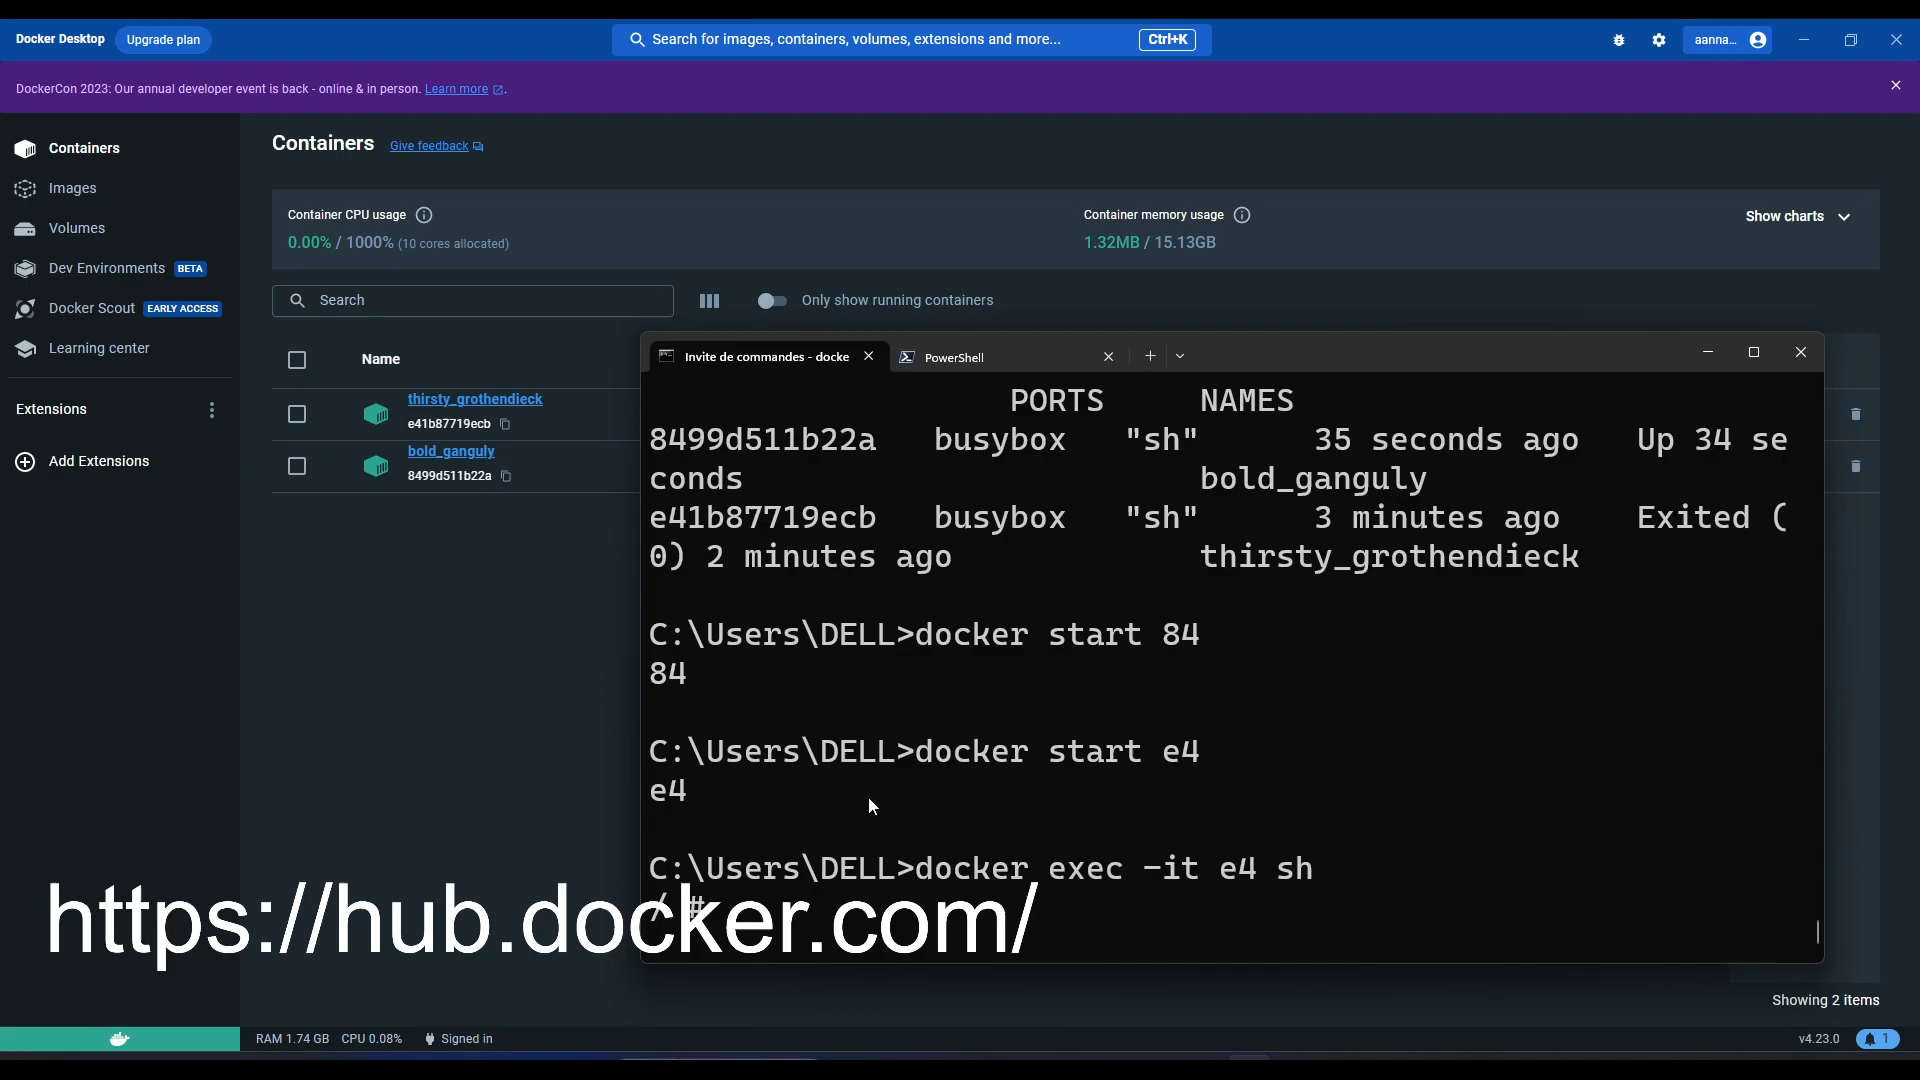 Docker Desktop Upgrade plan Search for images, containers, volumes, extensions and more... Ctrl+K aanna...
DockerCon 2023: Our annual developer event is back - online & in person. Learn more .
Containers
Images
Volumes
Dev Environments BETA
Docker Scout EARLY ACCESS
Learning center
Extensions
Add Extensions
Containers Give feedback
Container CPU usage
0.00% / 1000% (10 cores allocated)
Container memory usage
1.32MB / 15.13GB
Show charts
Search Only show running containers
Name
thirsty_grothendieck
e41b87719ecb
bold_ganguly
8499d511b22a
Invite de commandes - docke PowerShell
PORTS NAMES
8499d511b22a busybox "sh" 35 seconds ago Up 34 se
conds bold_ganguly
e41b87719ecb busybox "sh" 3 minutes ago Exited (
0) 2 minutes ago thirsty_grothendieck
C:\Users\DELL>docker start 84
84
C:\Users\DELL>docker start e4
e4
C:\Users\DELL>docker exec -it e4 sh
/ #
https://hub.docker.com/
Showing 2 items
RAM 1.74 GB CPU 0.08% Signed in v4.23.0 1